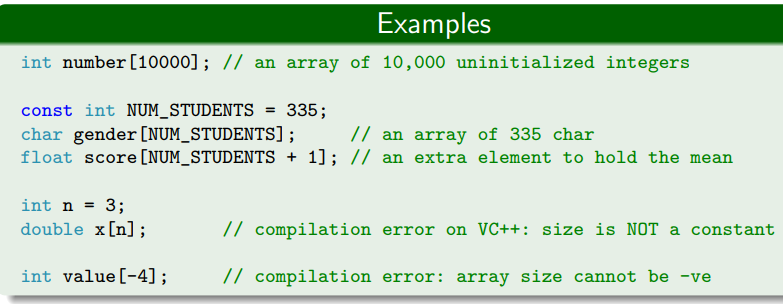 Examples
int number[10000]; // an array of 10,000 uninitialized integers
const int NUM_STUDENTS = 335;
char gender[NUM_STUDENTS]; // an array of 335 char
float score[NUM_STUDENTS + 1]; // an extra element to hold the mean
int n = 3;
double x[n]; // compilation error on VC++: size is NOT a constant
int value[-4]; // compilation error: array size cannot be -ve